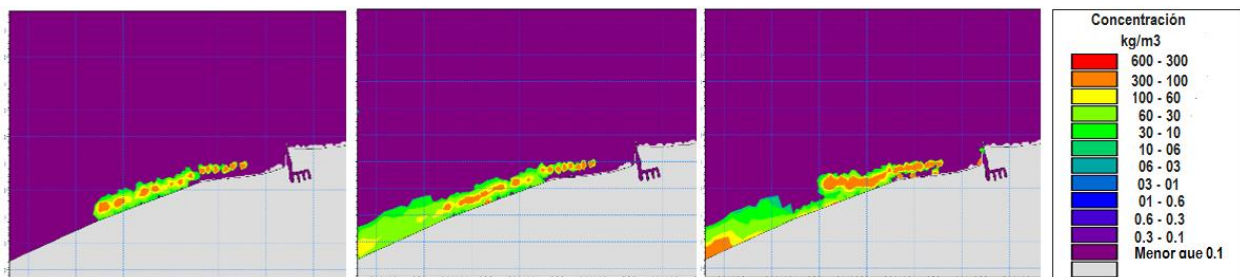 Concentración
kg/m3
600 - 300
300 - 100
100 - 60
60 - 30
30 - 10
10 - 06
06 - 03
03 - 01
01 - 0.6
0.6 - 0.3
0.3 - 0.1
Menor que 0.1